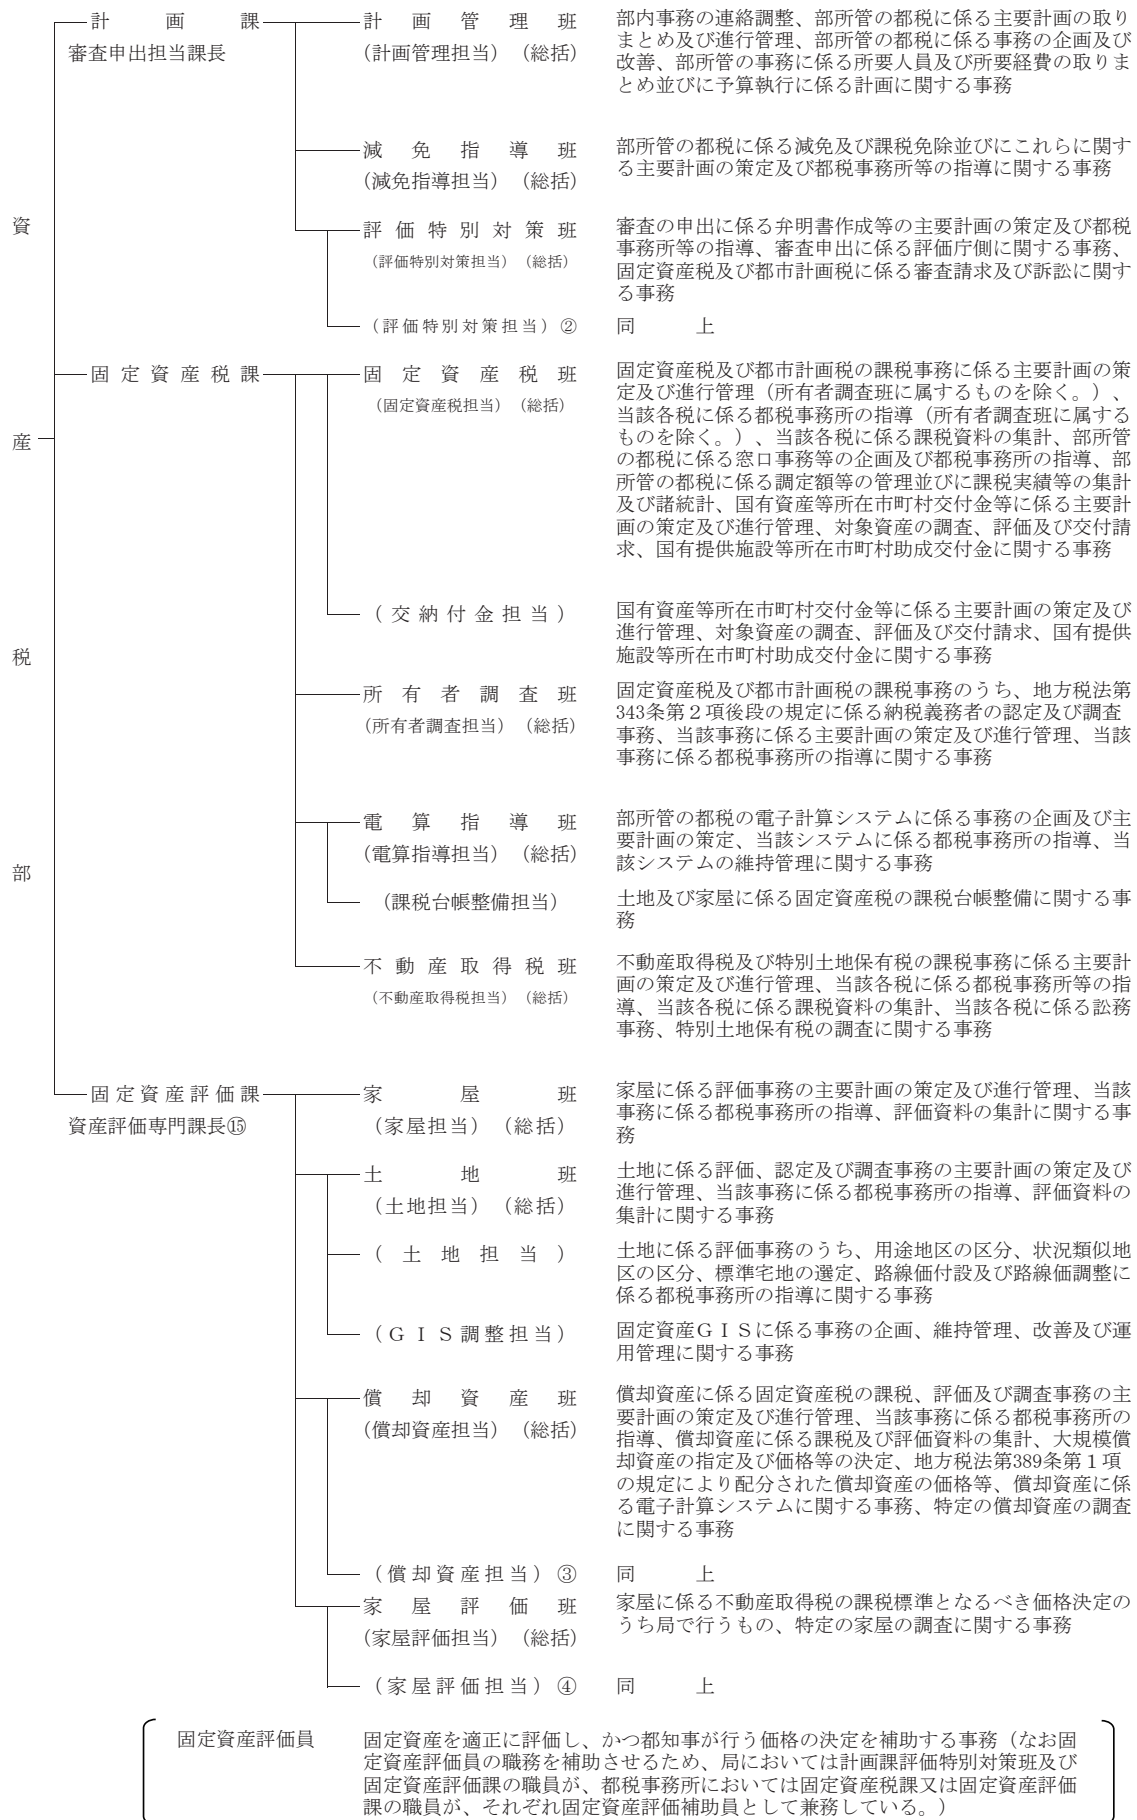 資産税部
計画課
審査申出担当課長
計画管理班
(計画管理担当)(総括)
部内事務の連絡調整、部所管の都税に係る主要計画の取り
まとめ及び進行管理、部所管の都税に係る事務の企画及び
改善、部所管の事務に係る所要人員及び所要経費の取りま
とめ並びに予算執行に係る計画に関する事務
減免指導班
(減免指導担当)(総括)
部所管の都税に係る減免及び課税免除並びにこれらに関す
る主要計画の策定及び都税事務所等の指導に関する事務
評価特別対策班
(評価特別対策担当)(総括)
審査の申出に係る弁明書作成等の主要計画の策定及び都税
事務所等の指導、審査申出に係る評価庁側に関する事務、
固定資産税及び都市計画税に係る審査請求及び訴訟に関す
る事務
(評価特別対策担当)②
同上
固定資産税課
固定資産税班
(固定資産税担当)(総括)
固定資産税及び都市計画税の課税事務に係る主要計画の策
定及び進行管理(所有者調査班に属するものを除く。)、
当該各税に係る都税事務所の指導(所有者調査班に属する
ものを除く。)、当該各税に係る課税資料の集計、部所管
の都税に係る窓口事務等の企画及び都税事務所の指導、部
所管の都税に係る調定額等の管理並びに課税実績等の集計
及び諸統計、国有資産等所在市町村交付金等に係る主要計
画の策定及び進行管理、対象資産の調査、評価及び交付請
求、国有提供施設等所在市町村助成交付金に関する事務
(交納付金担当)
国有資産等所在市町村交付金等に係る主要計画の策定及び
進行管理、対象資産の調査、評価及び交付請求、国有提供
施設等所在市町村助成交付金に関する事務
所有者調査班
(所有者調査担当)(総括)
固定資産税及び都市計画税の課税事務のうち、地方税法第
343条第2項後段の規定に係る納税義務者の認定及び調査
事務、当該事務に係る主要計画の策定及び進行管理、当該
事務に係る都税事務所の指導に関する事務
電算指導班
(電算指導担当)(総括)
部所管の都税の電子計算システムに係る事務の企画及び主
要計画の策定、当該システムに係る都税事務所の指導、当
該システムの維持管理に関する事務
(課税台帳整備担当)
土地及び家屋に係る固定資産税の課税台帳整備に関する事
務
不動産取得税班
(不動産取得税担当)(総括)
不動産取得税及び特別土地保有税の課税事務に係る主要計
画の策定及び進行管理、当該各税に係る都税事務所等の指
導、当該各税に係る課税資料の集計、当該各税に係る訟務
事務、特別土地保有税の調査に関する事務
固定資産評価課
資産評価専門課長⑮
家屋班
(家屋担当)(総括)
家屋に係る評価事務の主要計画の策定及び進行管理、当該
事務に係る都税事務所の指導、評価資料の集計に関する事
務
土地班
(土地担当)(総括)
土地に係る評価、認定及び調査事務の主要計画の策定及び
進行管理、当該事務に係る都税事務所の指導、評価資料の
集計に関する事務
(土地担当)
土地に係る評価事務のうち、用途地区の区分、状況類似地
区の区分、標準宅地の選定、路線価付設及び路線価調整に
係る都税事務所の指導に関する事務
(GIS調整担当)
固定資産GISに係る事務の企画、維持管理、改善及び運
用管理に関する事務
償却資産班
(償却資産担当)(総括)
償却資産に係る固定資産税の課税、評価及び調査事務の主
要計画の策定及び進行管理、当該事務に係る都税事務所の
指導、償却資産に係る課税及び評価資料の集計、大規模償
却資産の指定及び価格等の決定、地方税法第389条第1項
の規定により配分された償却資産の価格等、償却資産に係
る電子計算システムに関する事務、特定の償却資産の調査
に関する事務
(償却資産担当)③
同上
家屋評価班
(家屋評価担当)(総括)
家屋に係る不動産取得税の課税標準となるべき価格決定の
うち局で行うもの、特定の家屋の調査に関する事務
(家屋評価担当)④
同上
固定資産評価員
固定資産を適正に評価し、かつ都知事が行う価格の決定を補助する事務(なお固
定資産評価員の職務を補助させるため、局においては計画課評価特別対策班及び
固定資産評価課の職員が、都税事務所においては固定資産税課又は固定資産評価
課の職員が、それぞれ固定資産評価補助員として兼務している。)